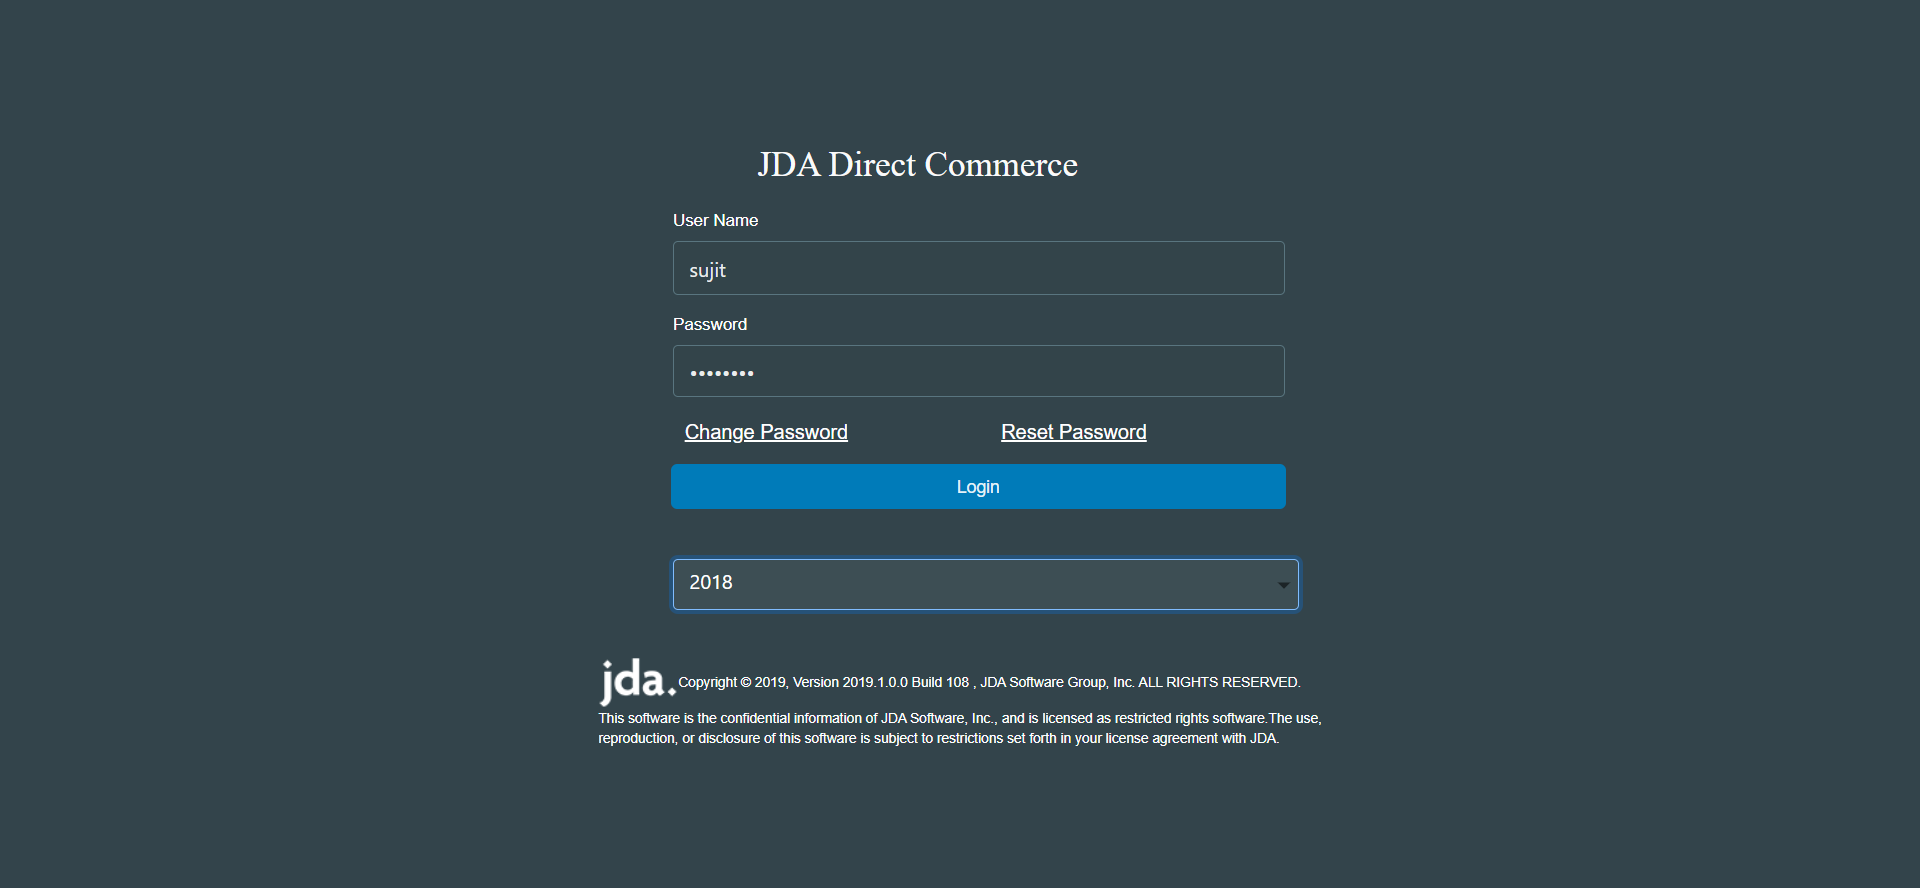 JDA Direct Commerce
User Name
sujit
Password
••••••••
Change Password Reset Password
Login
2018
jda. Copyright © 2019, Version 2019.1.0.0 Build 108 , JDA Software Group, Inc. ALL RIGHTS RESERVED.
This software is the confidential information of JDA Software, Inc., and is licensed as restricted rights software.The use,
reproduction, or disclosure of this software is subject to restrictions set forth in your license agreement with JDA.